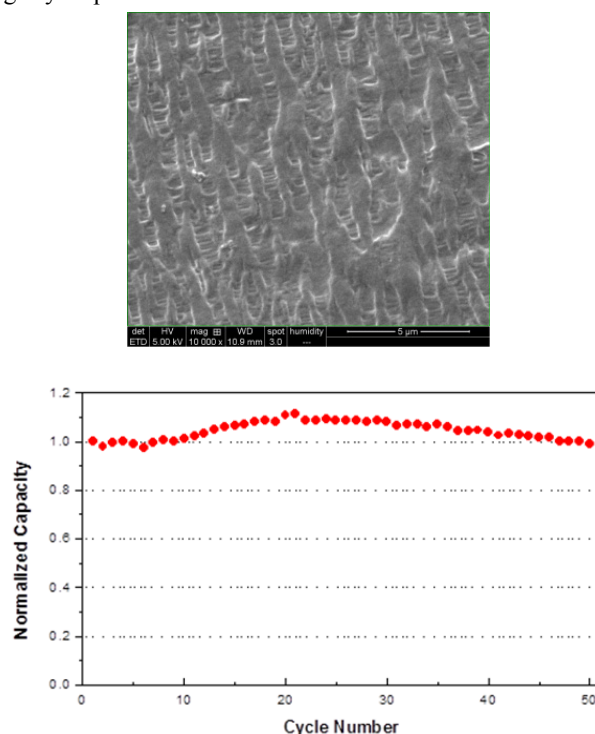 det HV mag ⊞ WD spot humidity 5 µm
ETD 5.00 kV 10 000 x 10.9 mm 3.0 ---
1.2
1.0
0.8
0.6
0.4
0.2
0.0
0 10 20 30 40 50
Normalized Capacity
Cycle Number